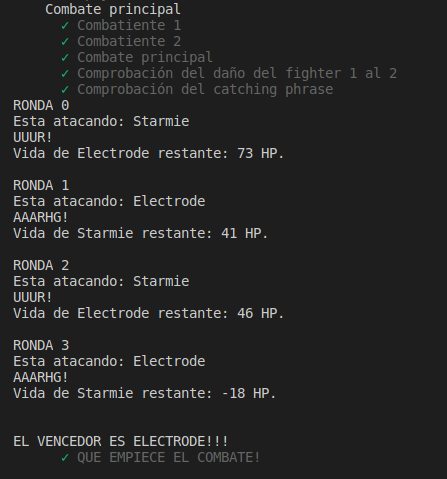 Combate principal
✓ Combatiente 1
✓ Combatiente 2
✓ Combate principal
✓ Comprobación del daño del fighter 1 al 2
✓ Comprobación del catching phrase
RONDA 0
Esta atacando: Starmie
UUUR!
Vida de Electrode restante: 73 HP.
RONDA 1
Esta atacando: Electrode
AAARHG!
Vida de Starmie restante: 41 HP.
RONDA 2
Esta atacando: Starmie
UUUR!
Vida de Electrode restante: 46 HP.
RONDA 3
Esta atacando: Electrode
AAARHG!
Vida de Starmie restante: -18 HP.
EL VENCEDOR ES ELECTRODE!!!
✓ QUE EMPIECE EL COMBATE!